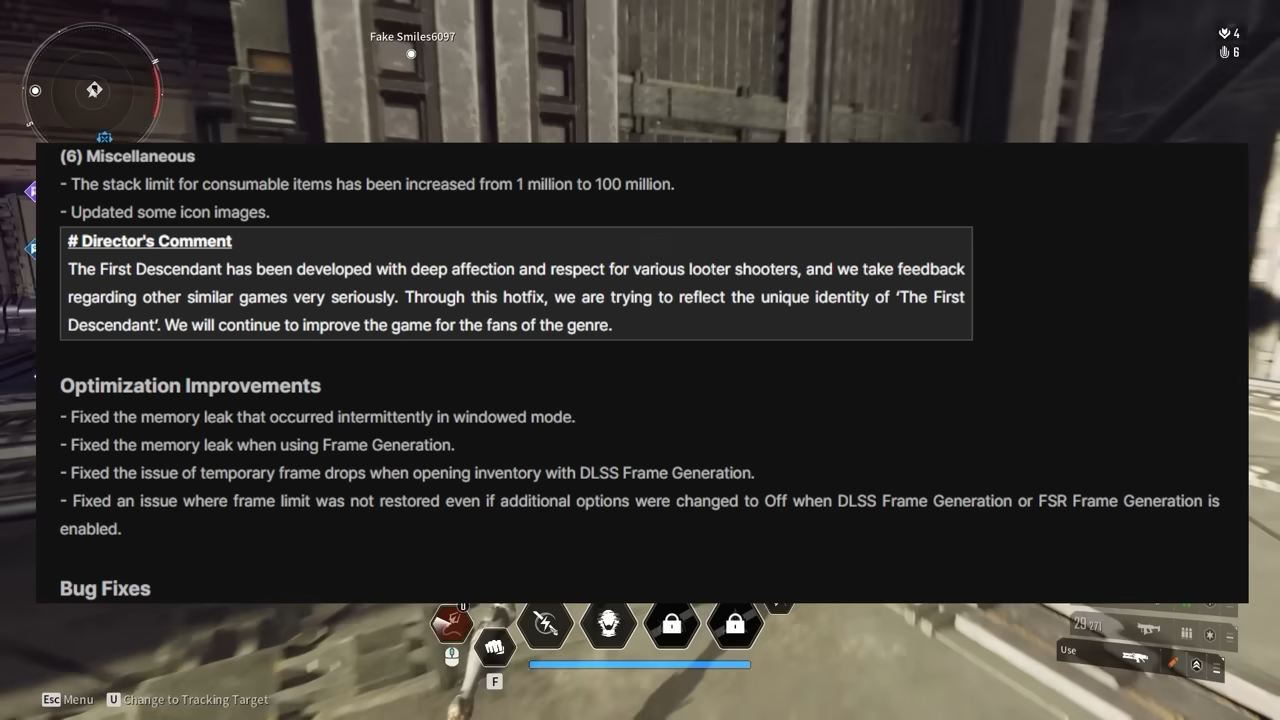 Fake Smiles6097
4
6
(6) Miscellaneous
- The stack limit for consumable items has been increased from 1 million to 100 million.
- Updated some icon images.
# Director's Comment
The First Descendant has been developed with deep affection and respect for various looter shooters, and we take feedback
regarding other similar games very seriously. Through this hotfix, we are trying to reflect the unique identity of ‘The First
Descendant’. We will continue to improve the game for the fans of the genre.
Optimization Improvements
- Fixed the memory leak that occurred intermittently in windowed mode.
- Fixed the memory leak when using Frame Generation.
- Fixed the issue of temporary frame drops when opening inventory with DLSS Frame Generation.
- Fixed an issue where frame limit was not restored even if additional options were changed to Off when DLSS Frame Generation or FSR Frame Generation is
enabled.
Bug Fixes
U
29 271
Use
F
Esc Menu U Change to Tracking Target